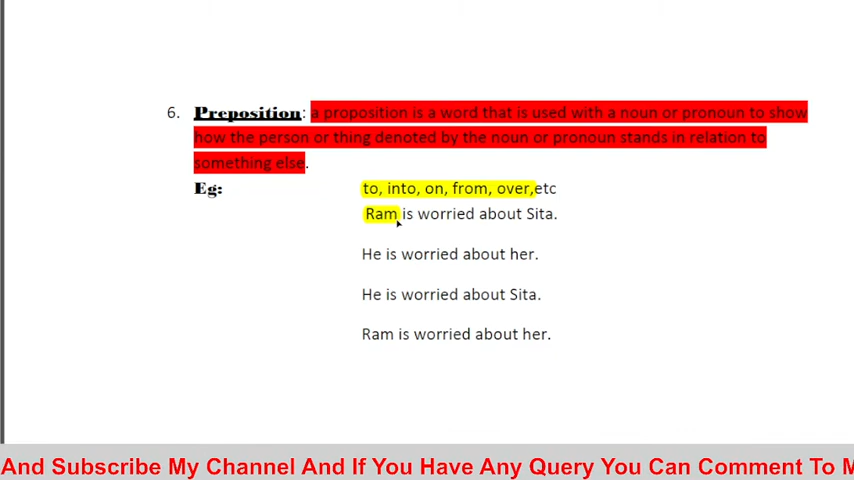 6. Preposition: a proposition is a word that is used with a noun or pronoun to show
how the person or thing denoted by the noun or pronoun stands in relation to
something else.
Eg: to, into, on, from, over,etc
Ram is worried about Sita.
He is worried about her.
He is worried about Sita.
Ram is worried about her.
And Subscribe My Channel And If You Have Any Query You Can Comment To M